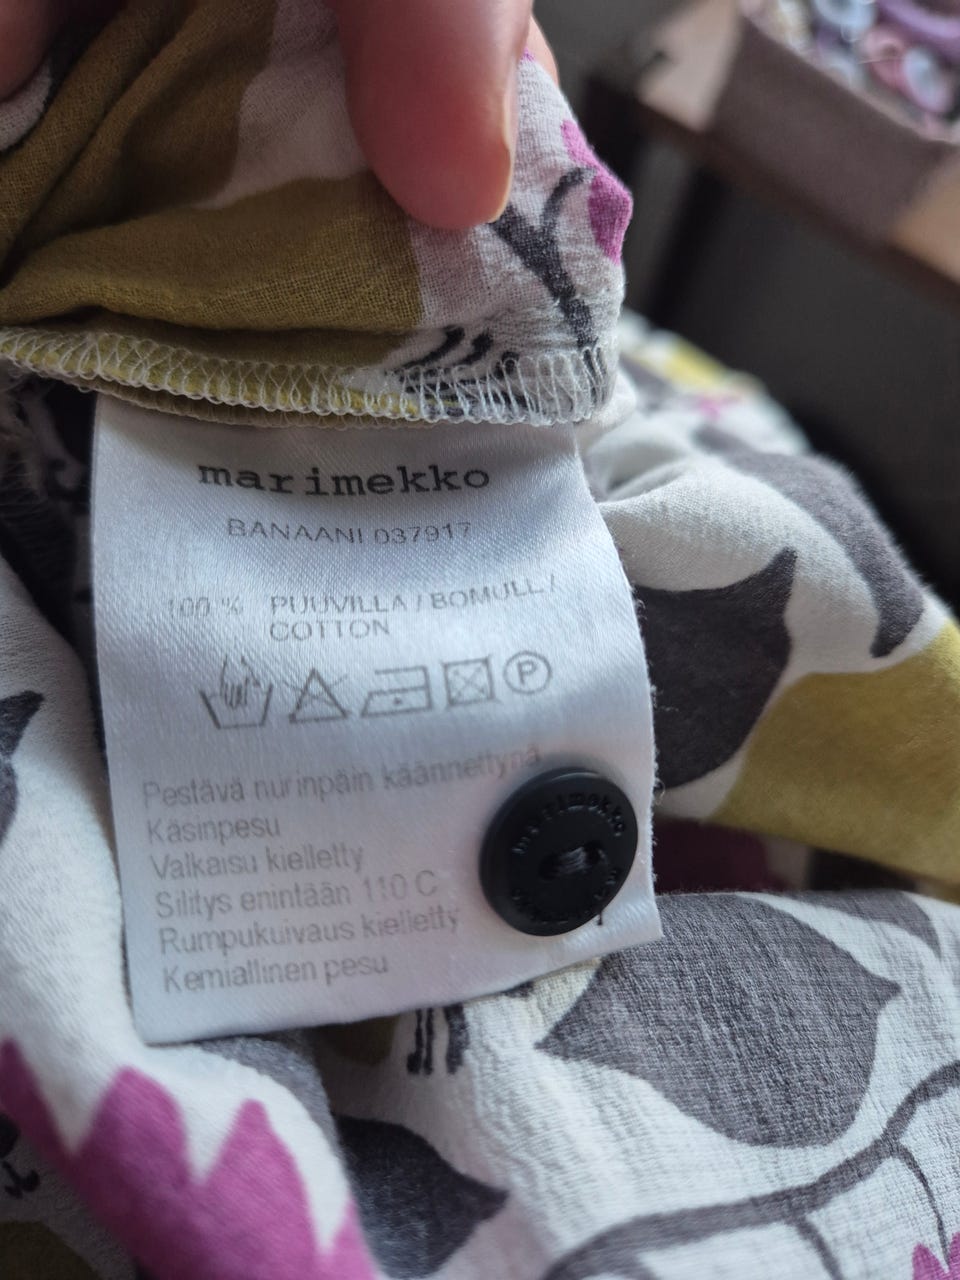 marimekko
BANAANI 037917
100 % PUUVILLA / BOMULL /
COTTON
P
Pestävä nurinpäin käännettynä
Käsinpesu
Valkaisu kielletty
Silitys enintään 110 C
Rumpukuivaus kielletty
Kemiallinen pesu
marimekko